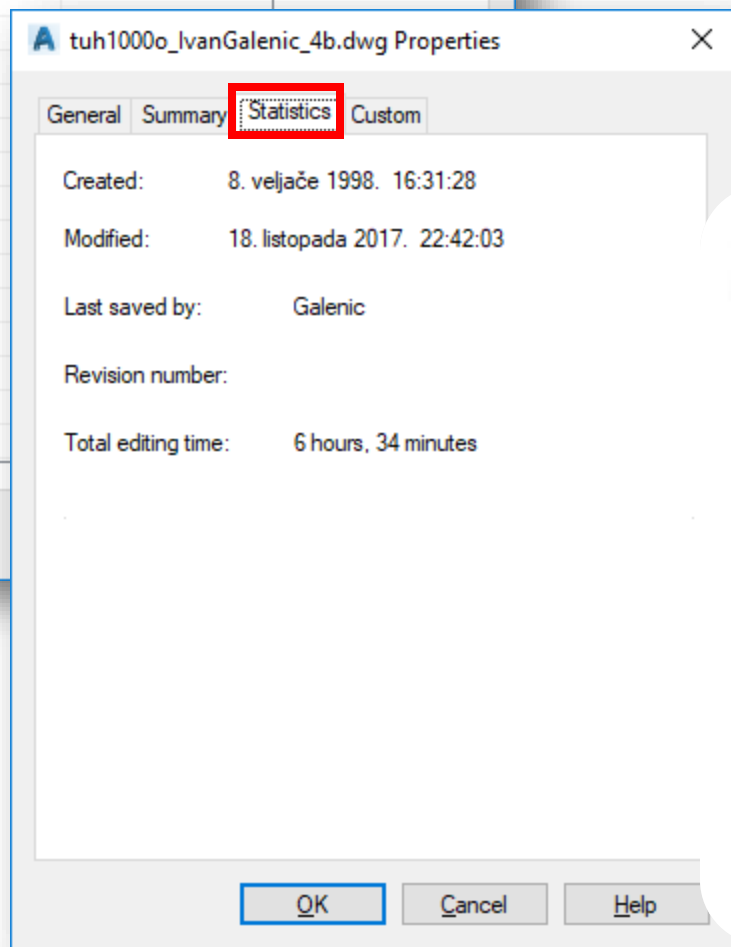 tuh1000o_IvanGalenic_4b.dwg Properties
General Summary Statistics Custom
Created: 8. veljače 1998. 16:31:28
Modified: 18. listopada 2017. 22:42:03
Last saved by: Galenic
Revision number:
Total editing time: 6 hours, 34 minutes
OK Cancel Help